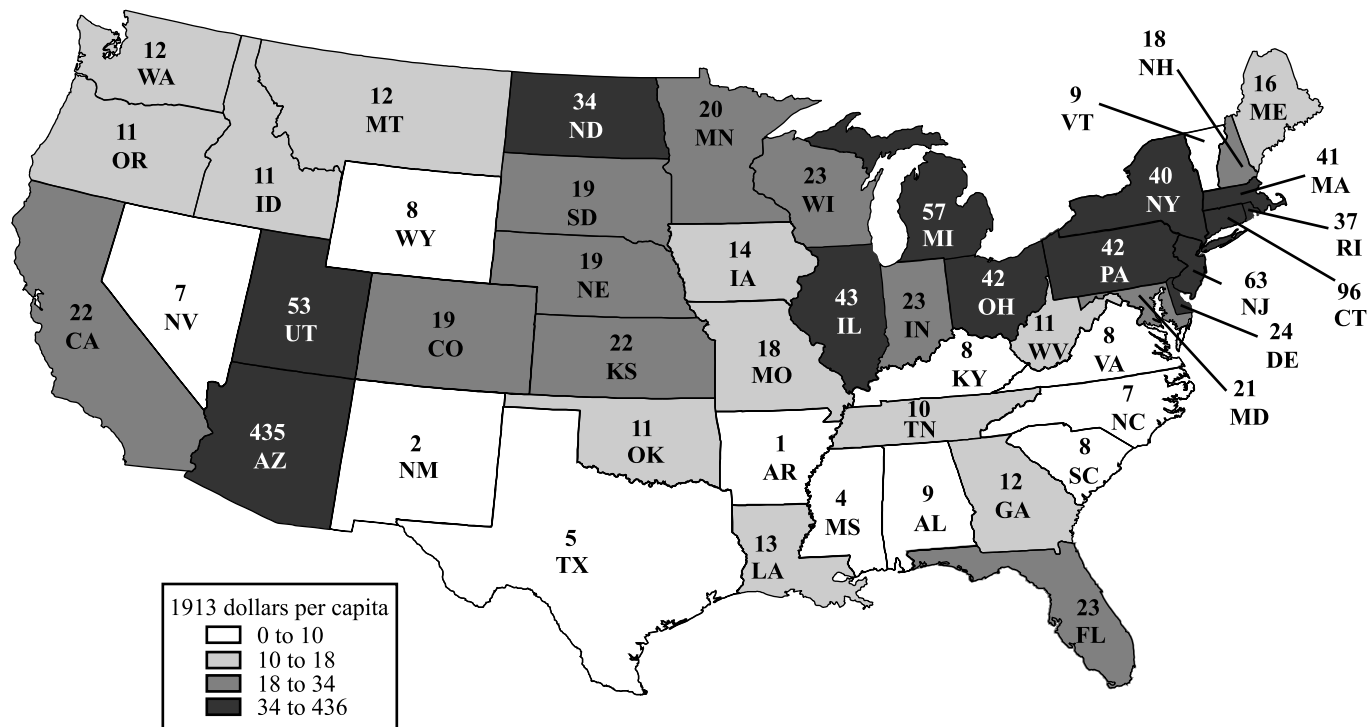 12
WA
12
MT
34
ND
20
MN
18
NH
16
ME
9
VT
11
OR
11
ID
8
WY
19
SD
23
WI
57
MI
40
NY
41
MA
37
RI
96
CT
63
NJ
24
DE
21
MD
42
PA
7
NV
22
CA
53
UT
19
CO
19
NE
14
IA
43
IL
23
IN
42
OH
11
WV
8
VA
22
KS
18
MO
8
KY
7
NC
10
TN
435
AZ
2
NM
11
OK
1
AR
8
SC
4
MS
9
AL
12
GA
5
TX
13
LA
23
FL
1913 dollars per capita
0 to 10
10 to 18
18 to 34
34 to 436